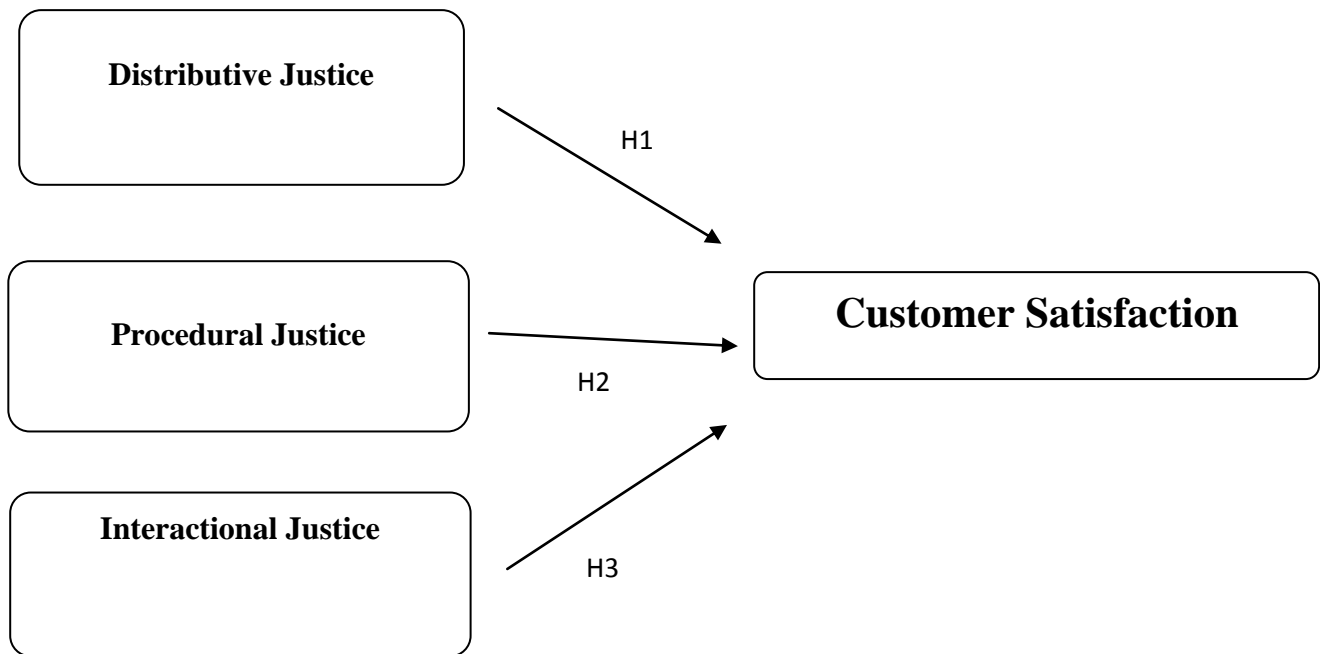 Distributive Justice
H1
Procedural Justice
Customer Satisfaction
H2
Interactional Justice
H3